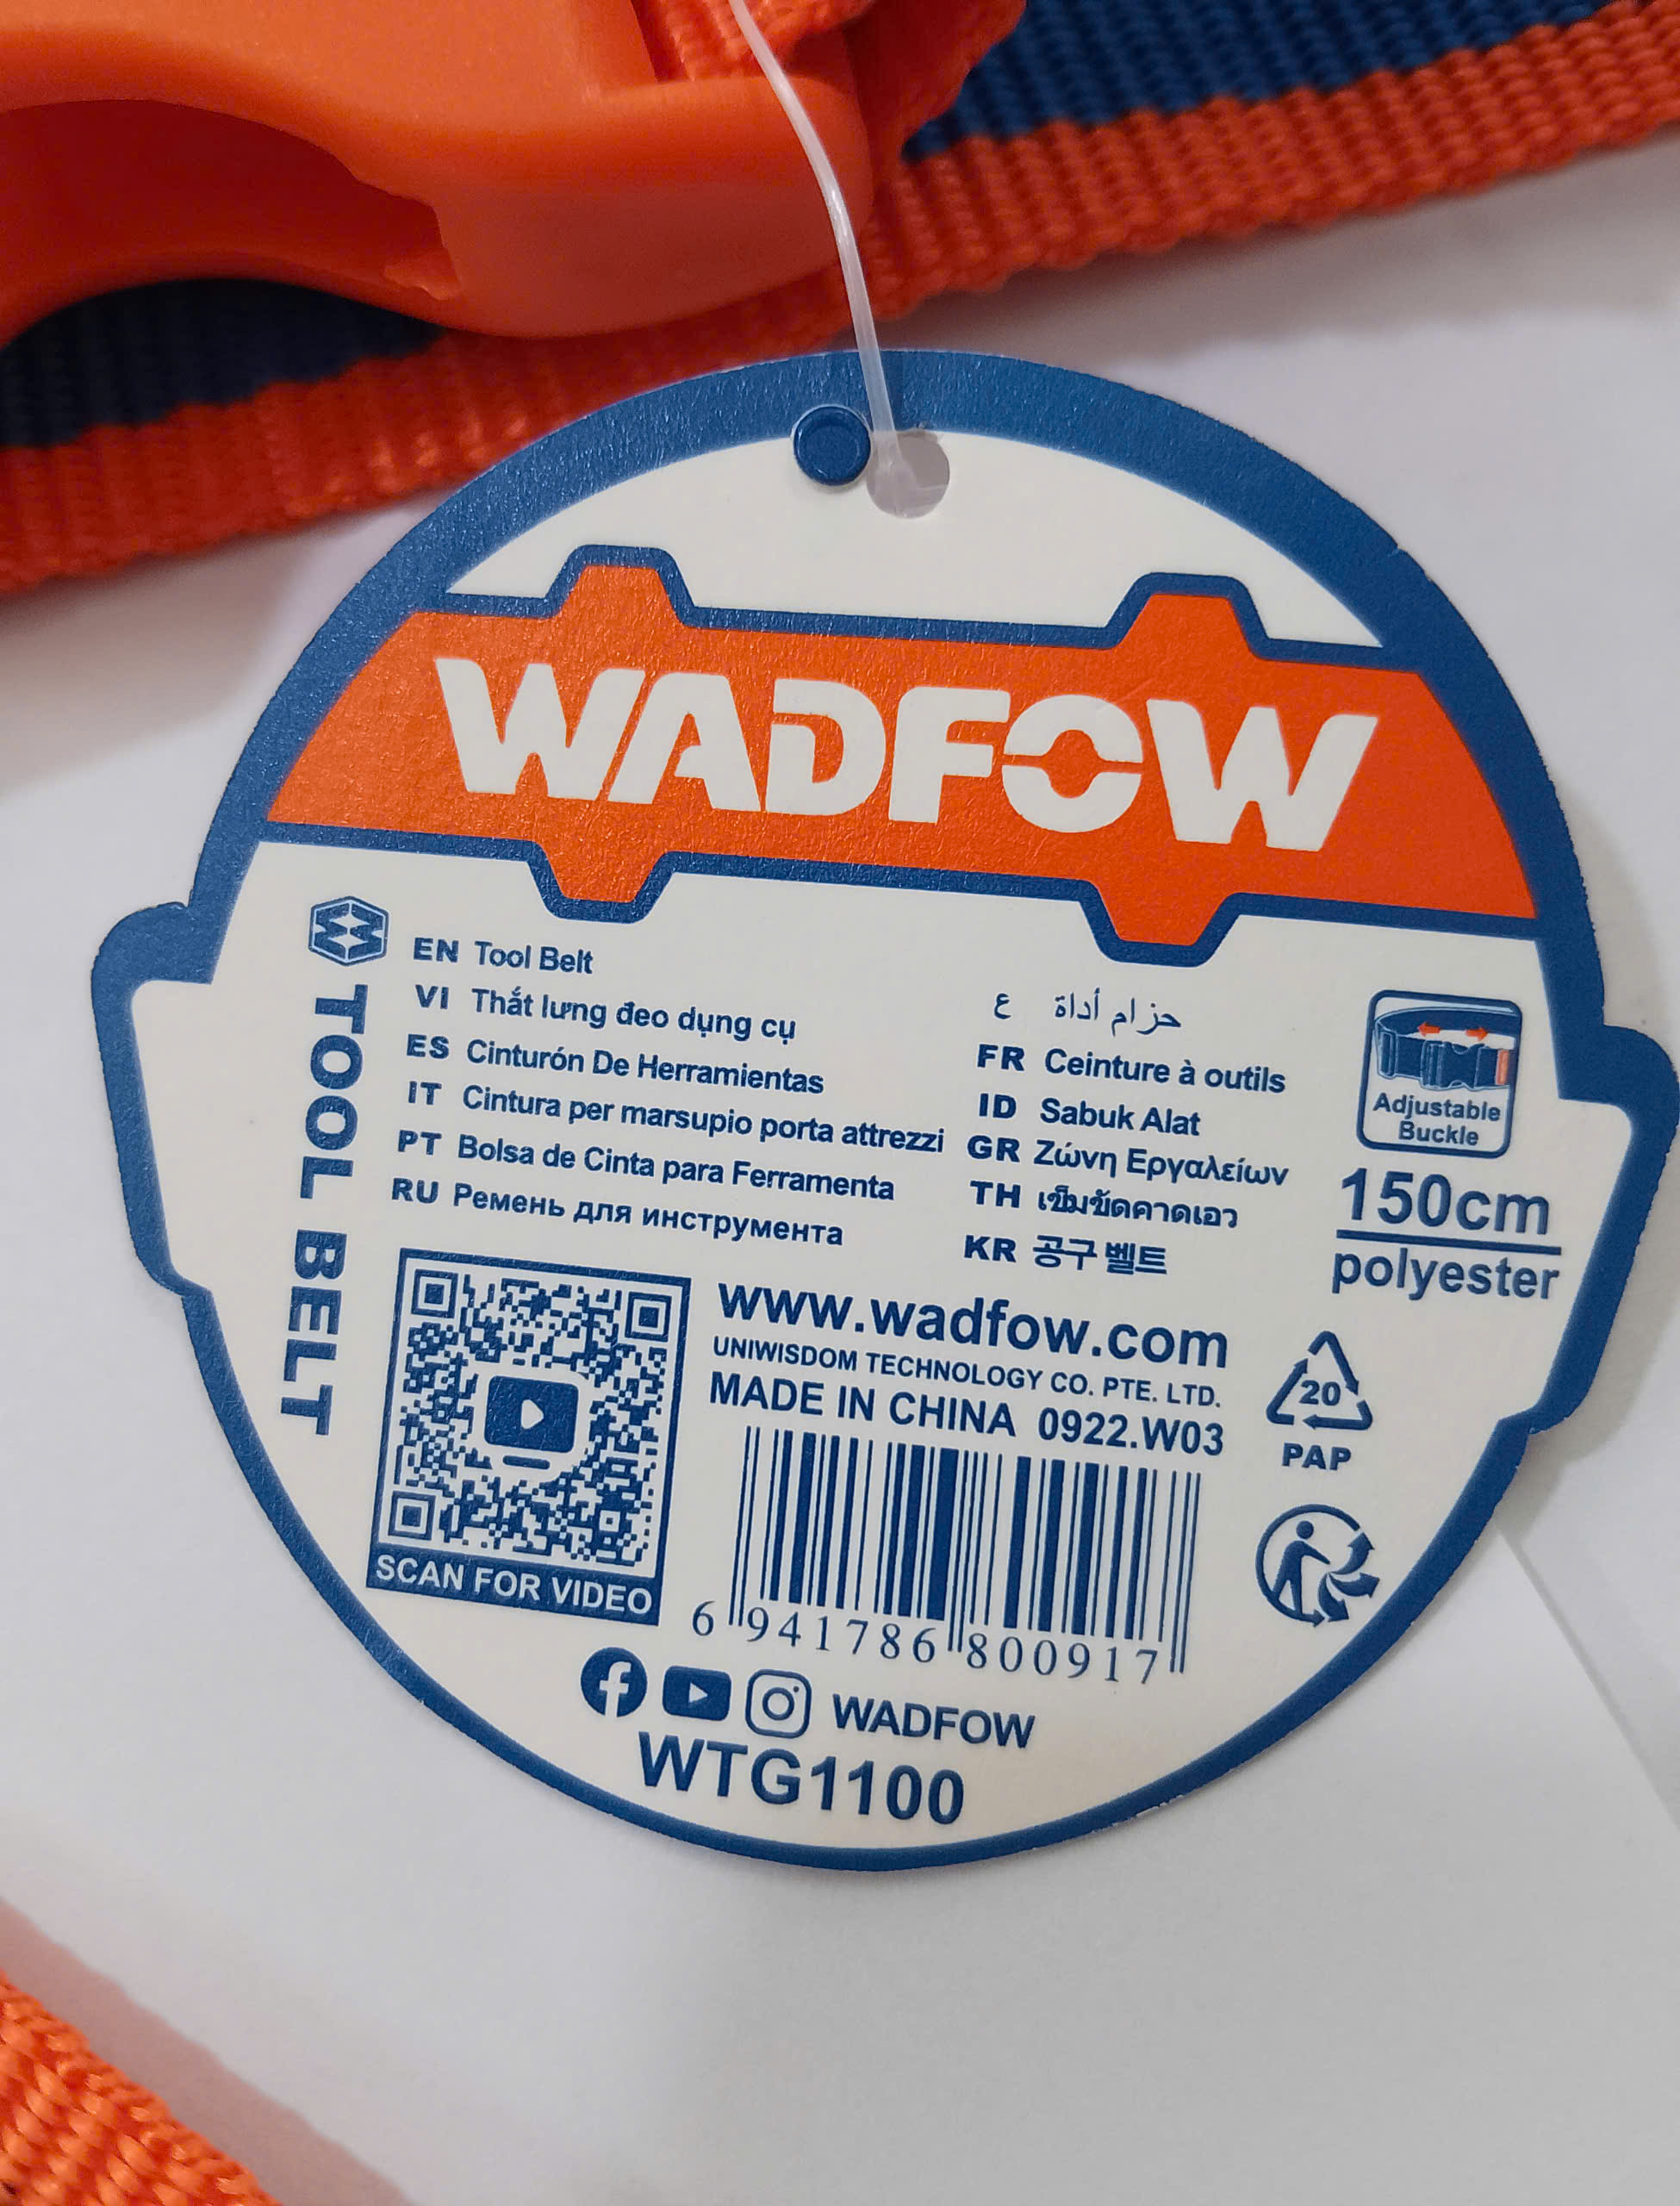 WADFOW
TOOL BELT
EN Tool Belt
VI Thắt lưng đeo dụng cụ
ES Cinturón De Herramientas
IT Cintura per marsupio porta attrezzi
PT Bolsa de Cinta para Ferramenta
RU Ремень для инструмента
ع حزام أداة
FR Ceinture à outils
ID Sabuk Alat
GR Ζώνη Εργαλείων
TH เข็มขัดคาดเอว
KR 공구 벨트
Adjustable
Buckle
150cm
polyester
SCAN FOR VIDEO
www.wadfow.com
UNIWISDOM TECHNOLOGY CO. PTE. LTD.
MADE IN CHINA 0922.W03
6 941786 800917
20
PAP
WADFOW
WTG1100